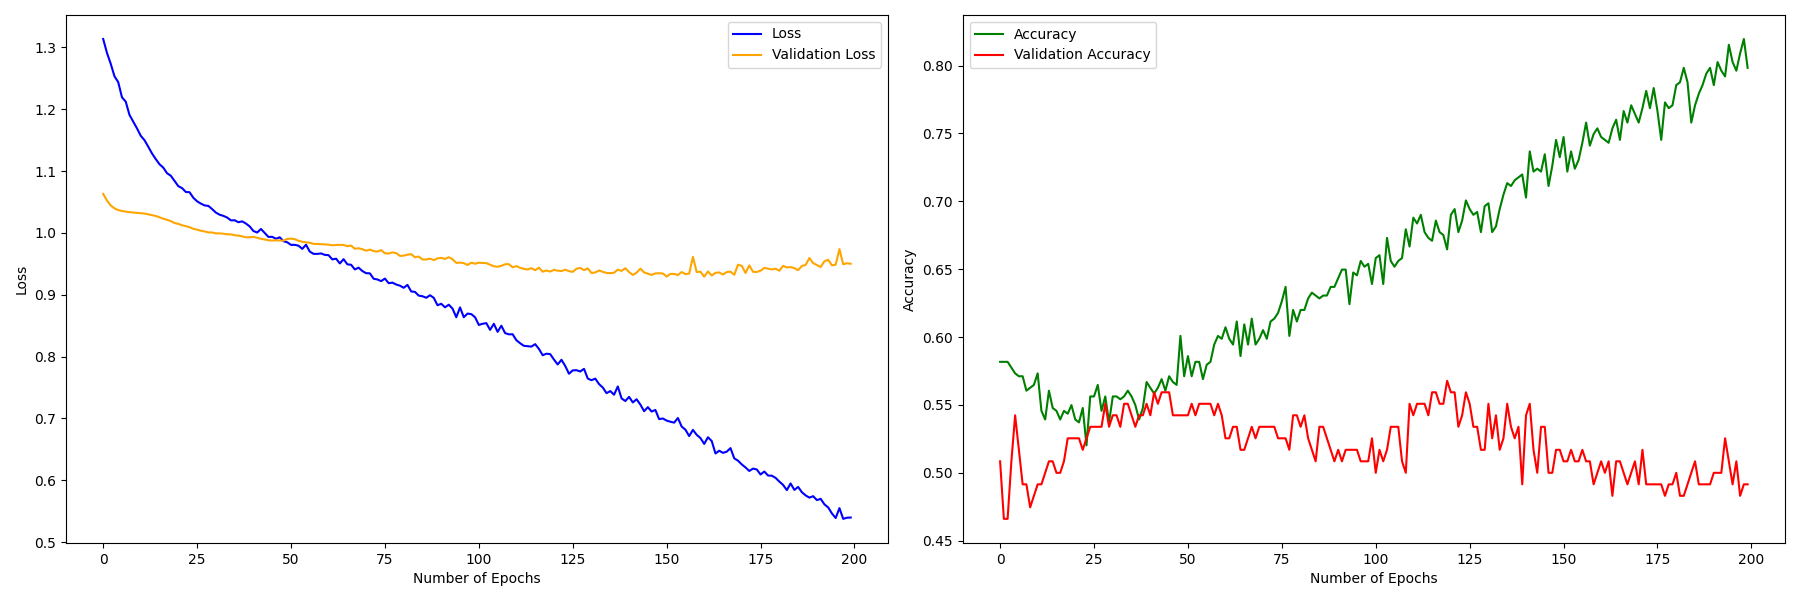 Loss
Validation Loss
1.3
1.2
1.1
1.0
0.9
0.8
0.7
0.6
0.5
Loss
0 25 50 75 100 125 150 175 200
Number of Epochs
Accuracy
Validation Accuracy
0.80
0.75
0.70
0.65
0.60
0.55
0.50
0.45
Accuracy
0 25 50 75 100 125 150 175 200
Number of Epochs